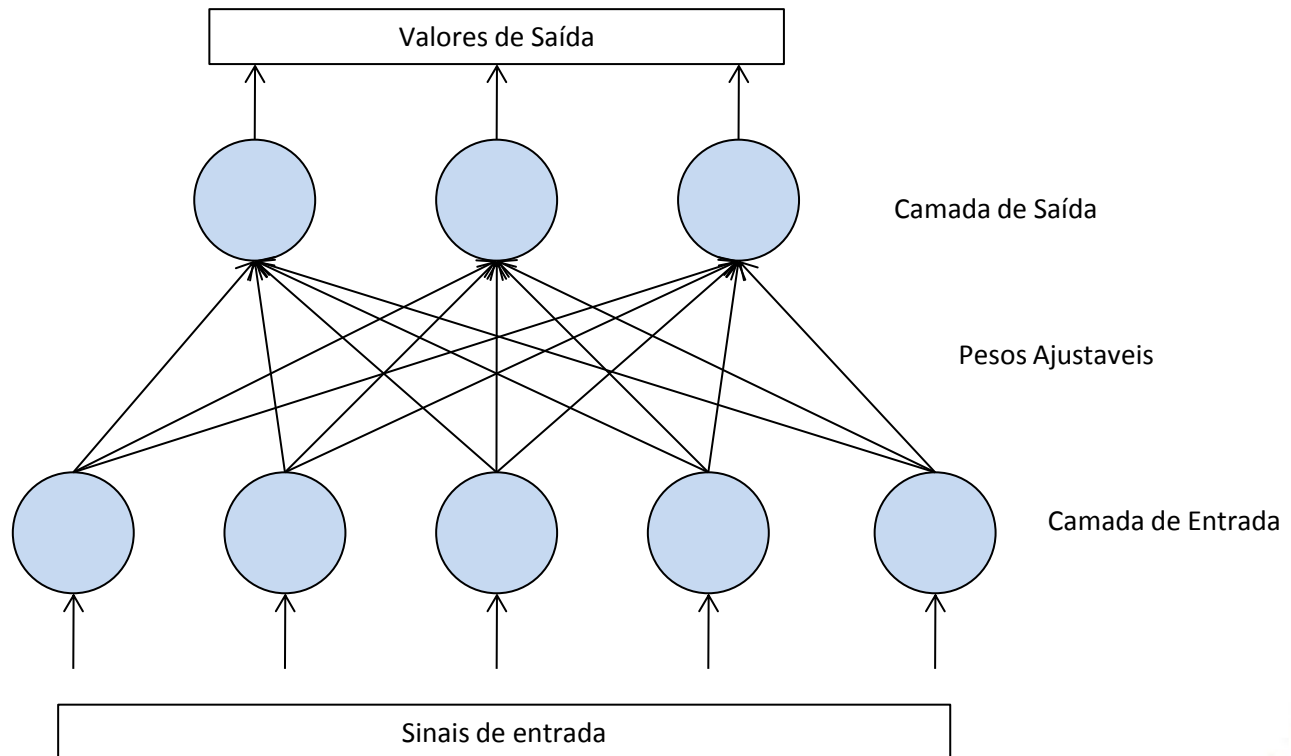 Valores de Saída
Camada de Saída
Pesos Ajustaveis
Camada de Entrada
Sinais de entrada